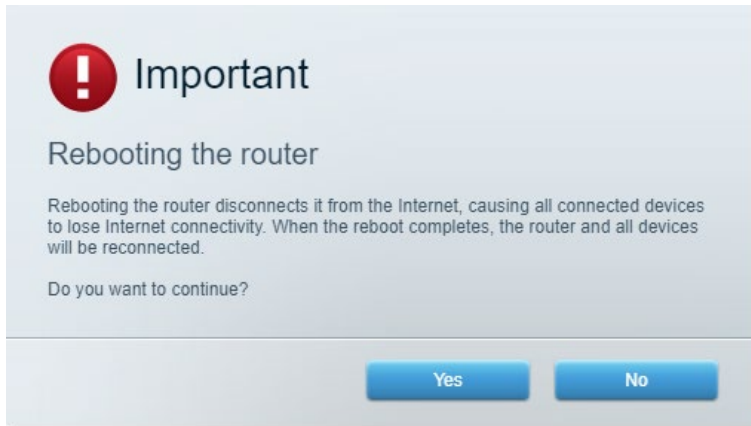 Important
Rebooting the router
Rebooting the router disconnects it from the Internet, causing all connected devices
to lose Internet connectivity. When the reboot completes, the router and all devices
will be reconnected.
Do you want to continue?
Yes
No